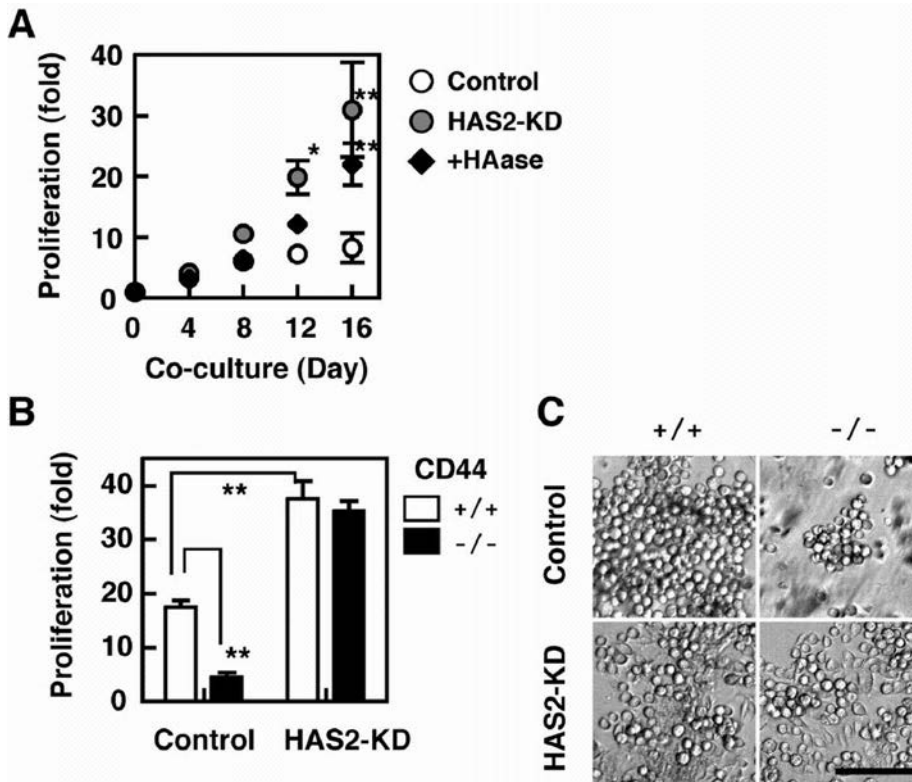 A
Proliferation (fold)
40
30
20
10
0
**
**
*
0 4 8 12 16
Co-culture (Day)
Control
HAS2-KD
+HAase
B
Proliferation (fold)
40
30
20
10
0
**
**
Control HAS2-KD
CD44
+/+
-/-
C
+/+ -/-
Control
HAS2-KD